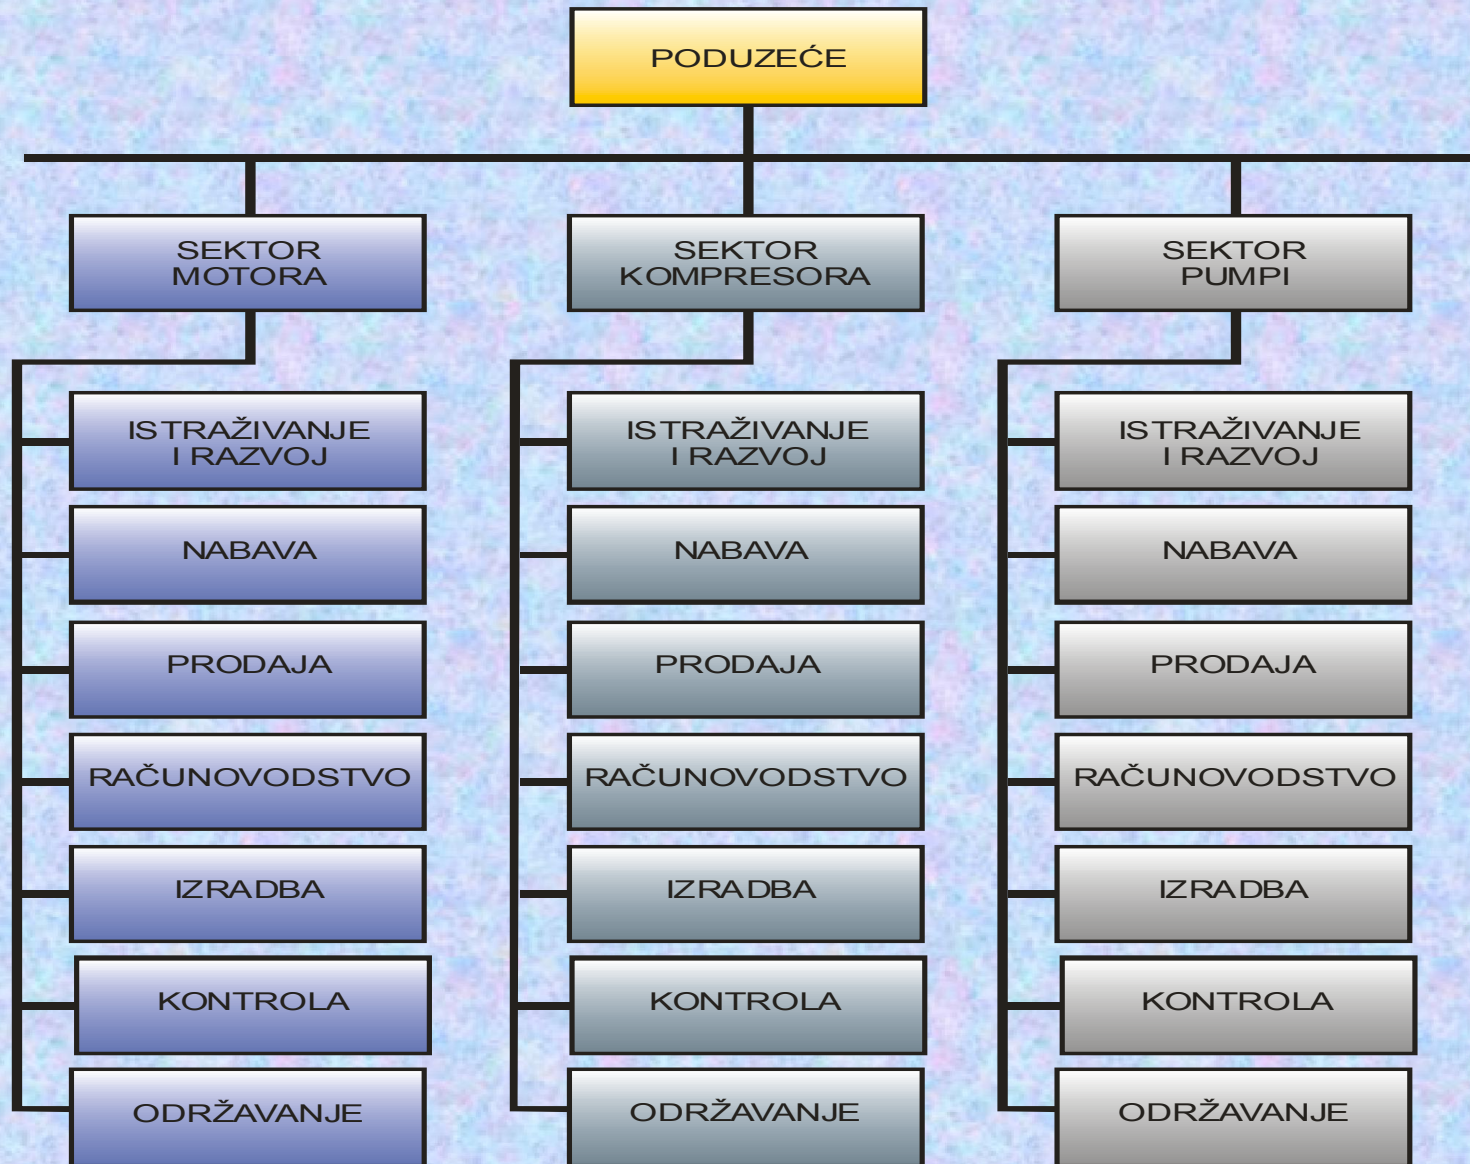 PODUZEĆE
SEKTOR
MOTORA
SEKTOR
KOMPRESORA
SEKTOR
PUMPI
ISTRAŽIVANJE
I RAZVOJ
ISTRAŽIVANJE
I RAZVOJ
ISTRAŽIVANJE
I RAZVOJ
NABAVA
NABAVA
NABAVA
PRODAJA
PRODAJA
PRODAJA
RAČUNOVODSTVO
RAČUNOVODSTVO
RAČUNOVODSTVO
IZRADBA
IZRADBA
IZRADBA
KONTROLA
KONTROLA
KONTROLA
ODRŽAVANJE
ODRŽAVANJE
ODRŽAVANJE